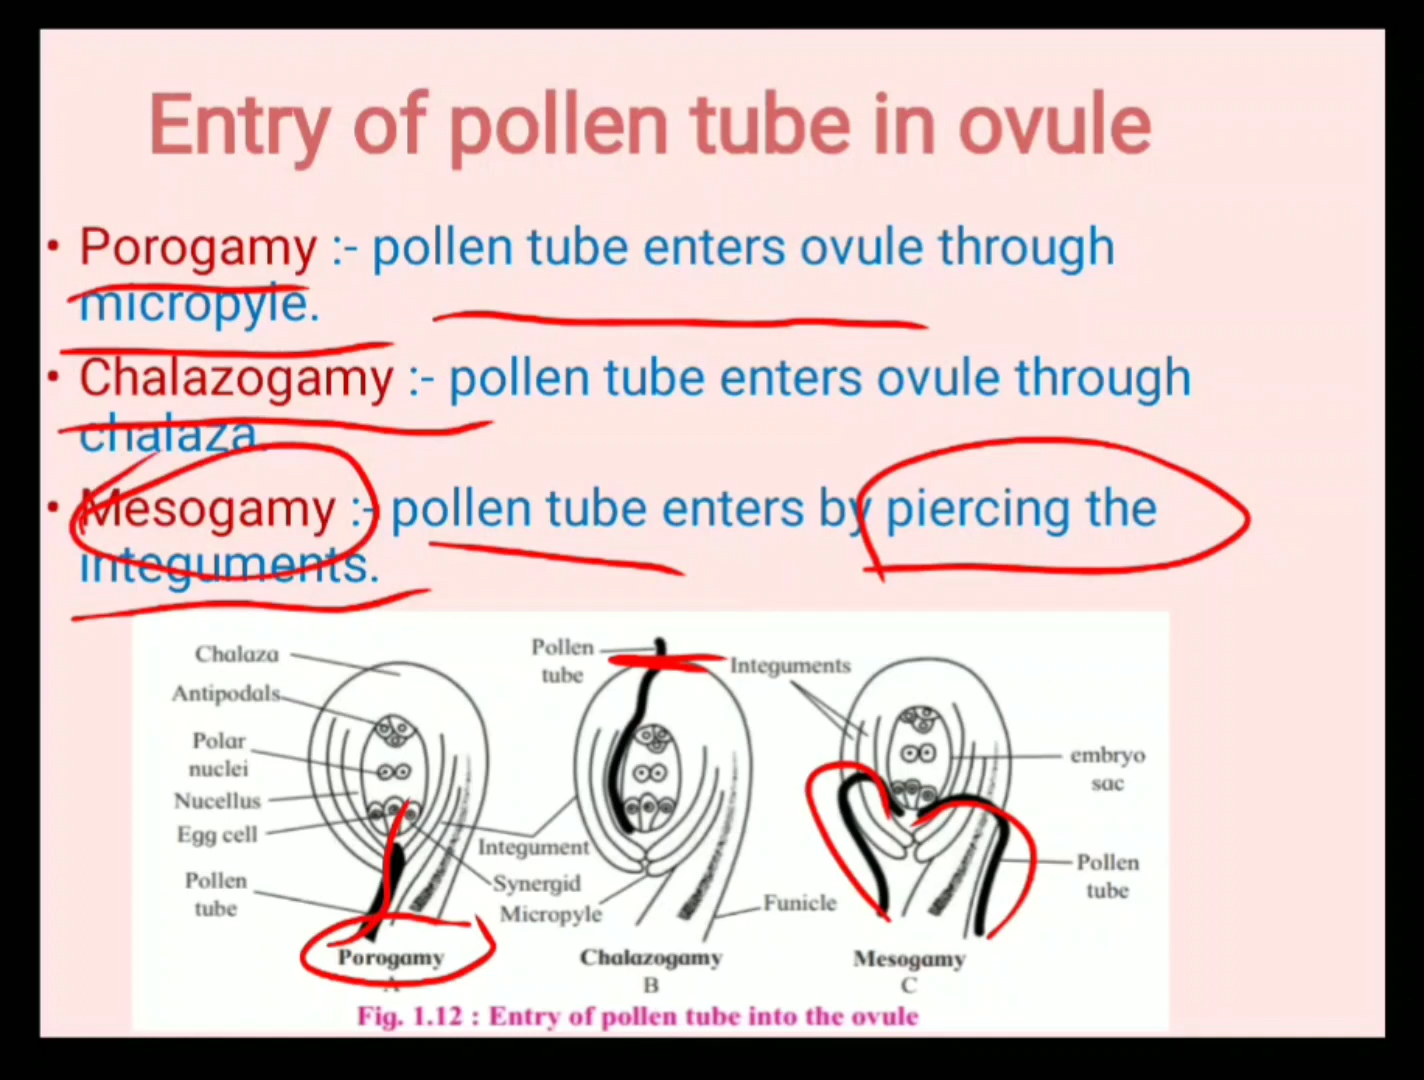 Entry of pollen tube in ovule
• Porogamy :- pollen tube enters ovule through
micropyle.
• Chalazogamy :- pollen tube enters ovule through
chalaza.
• Mesogamy :- pollen tube enters by piercing the
integuments.
Chalaza
Antipodals
Polar
nuclei
Nucellus
Egg cell
Pollen
tube
Pollen
tube
Integument
Synergid
Micropyle
Integuments
Funicle
embryo
sac
Pollen
tube
Porogamy
A
Chalazogamy
B
Mesogamy
C
Fig. 1.12 : Entry of pollen tube into the ovule